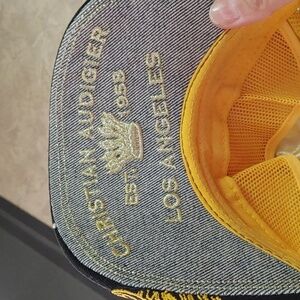 CHRISTIAN AUDIGIER
EST. 1958
LOS ANGELES